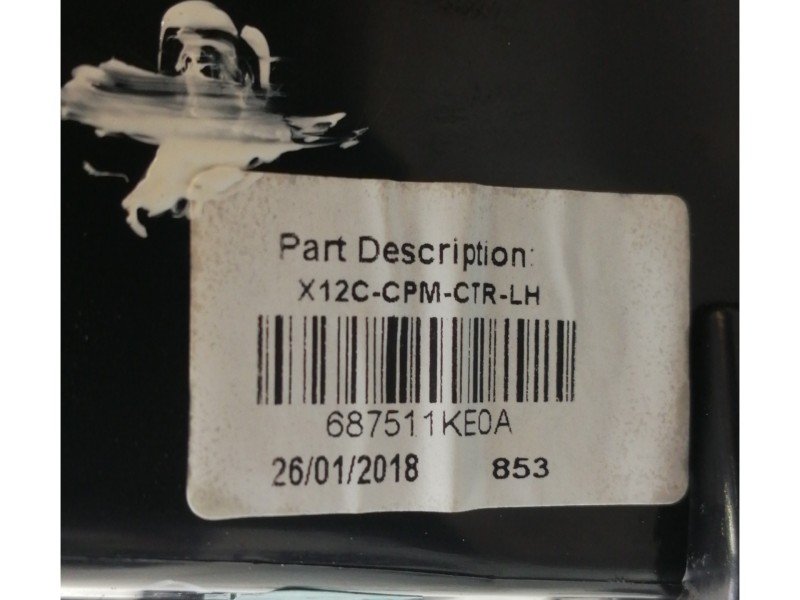 Part Description:
X12C-CPM-CTR-LH
687511KE0A
26/01/2018 853